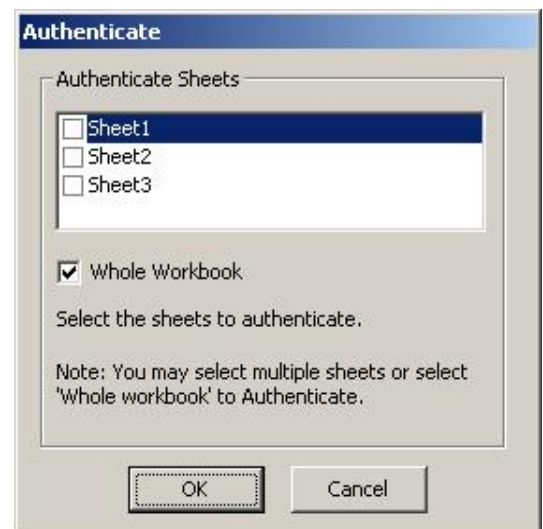 Authenticate
Authenticate Sheets
Sheet1
Sheet2
Sheet3
Whole Workbook
Select the sheets to authenticate.
Note: You may select multiple sheets or select
'Whole workbook' to Authenticate.
OK Cancel